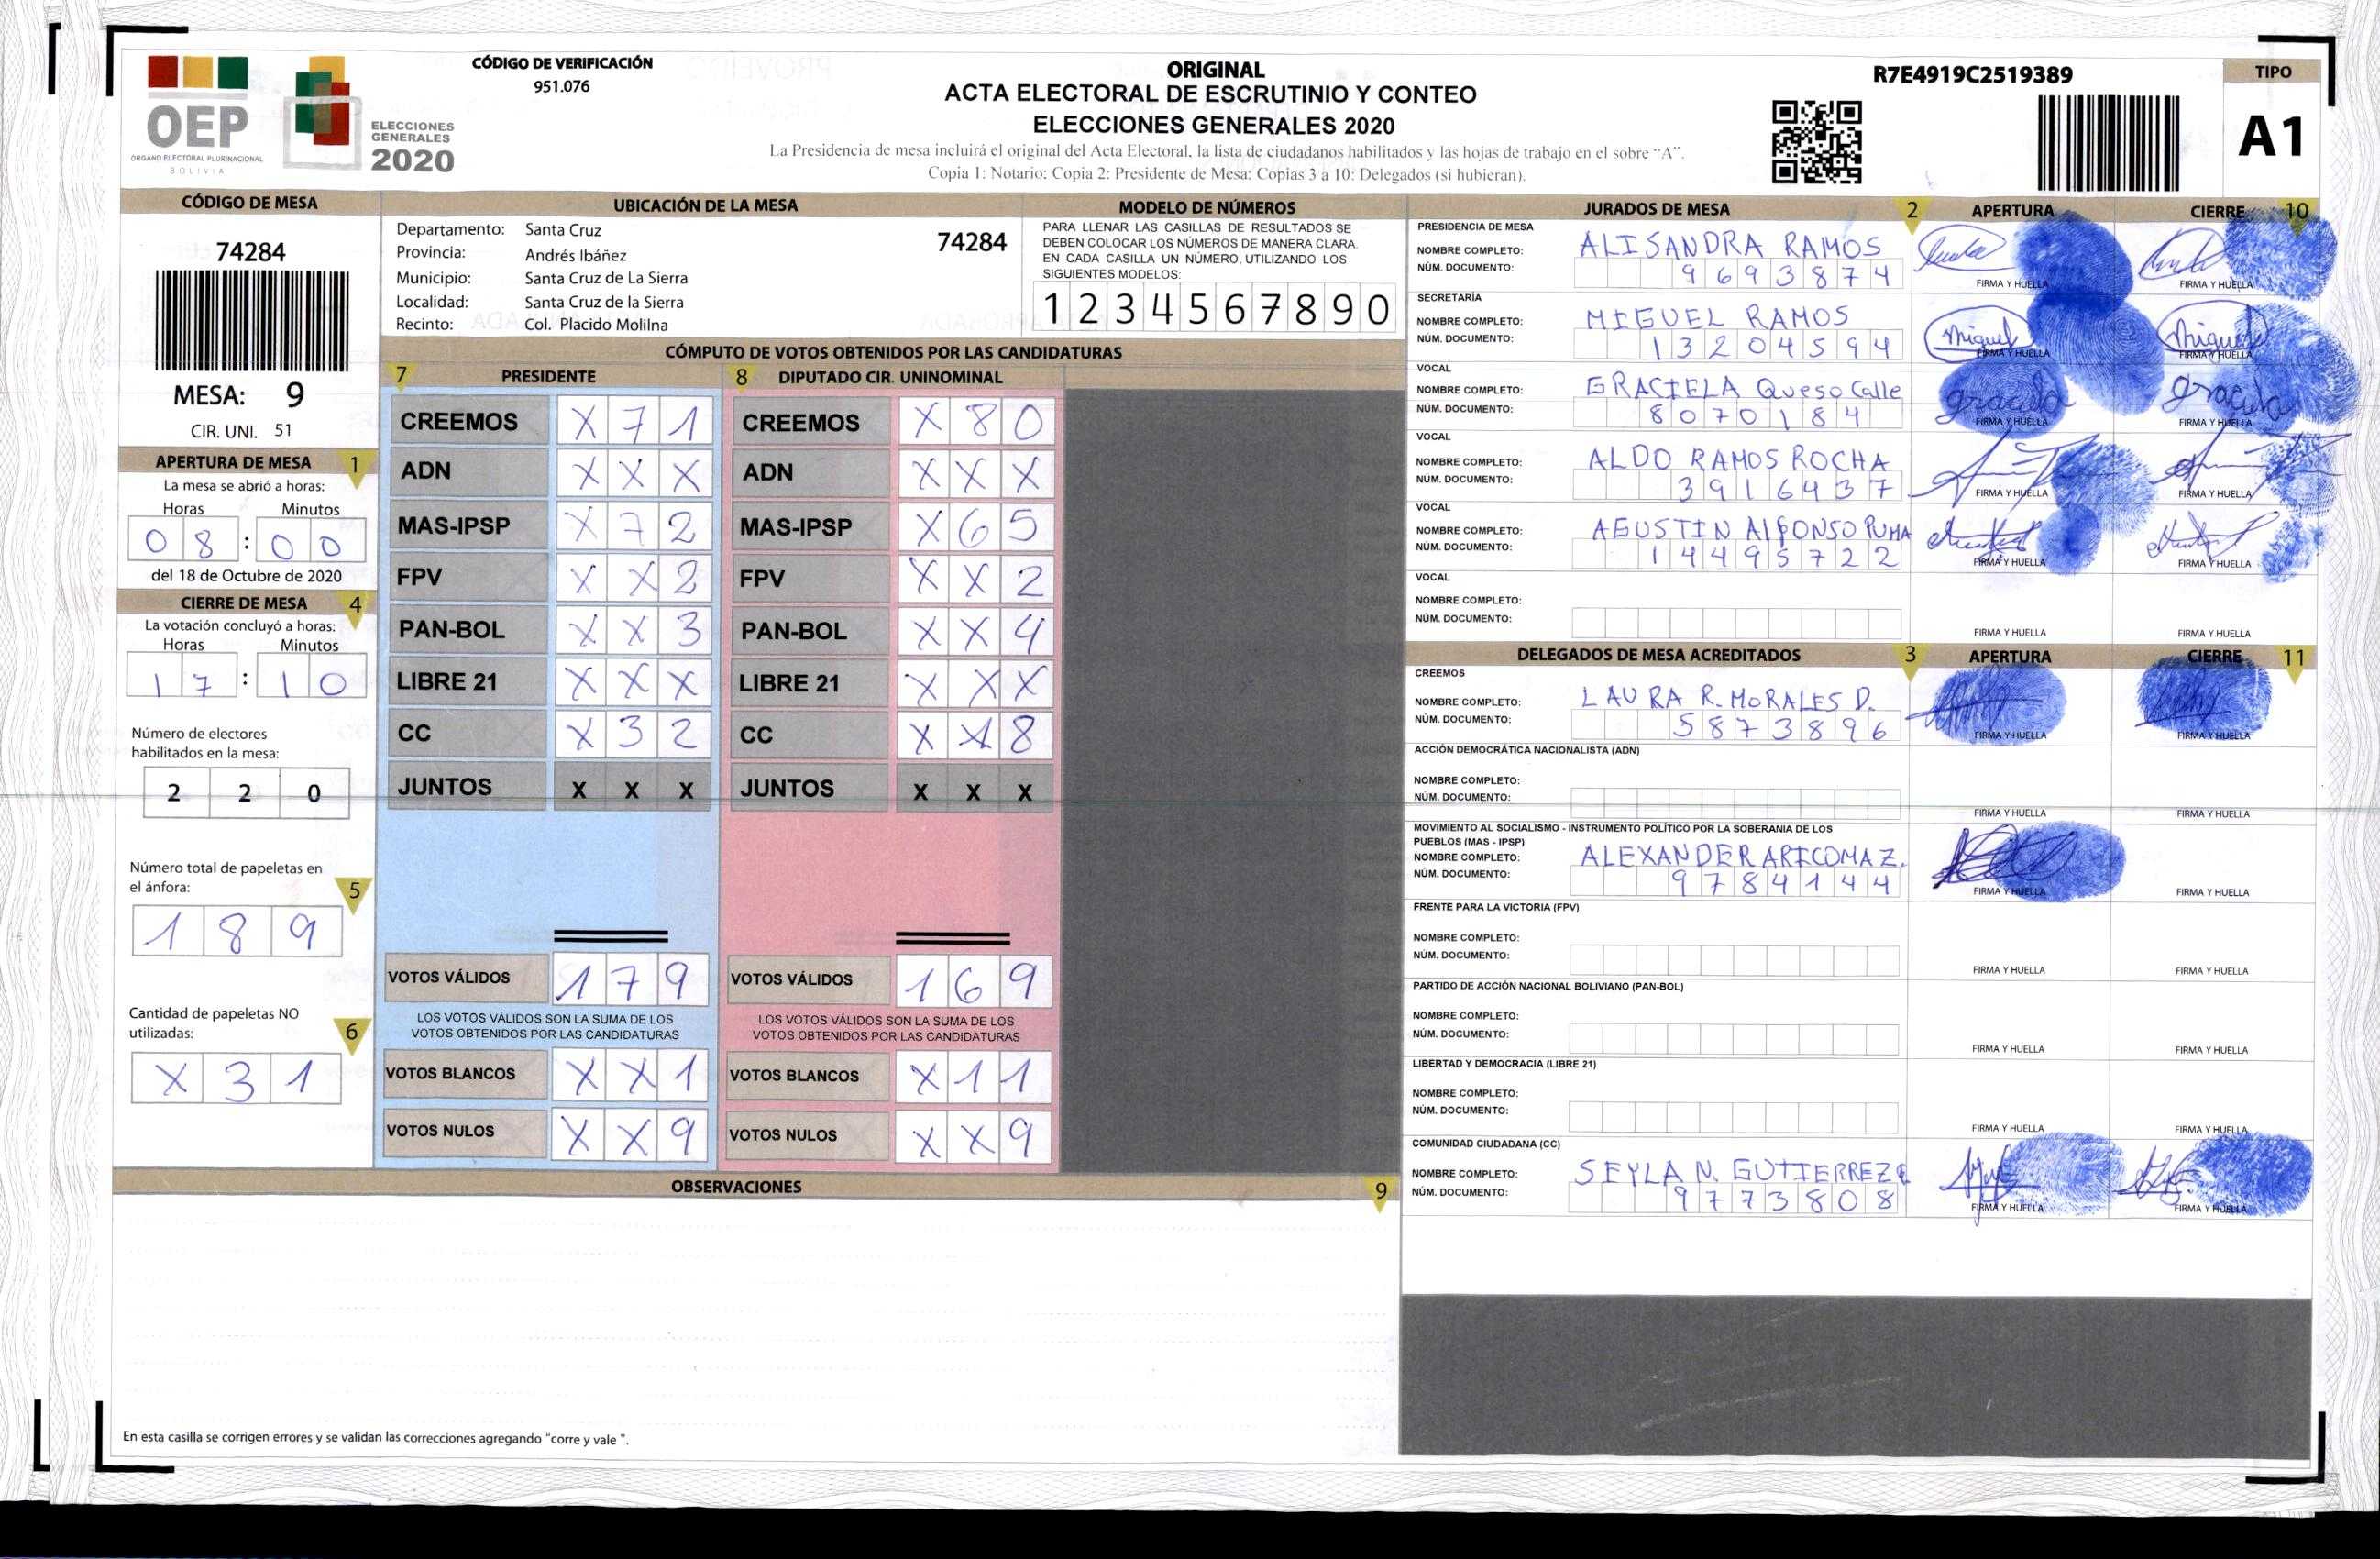 CÓDIGO DE VERIFICACIÓN
951.076
OEP
ORGANO ELECTORAL PLURINACIONAL
BOLIVIA
ELECCIONES
GENERALES
2020
ORIGINAL
ACTA ELECTORAL DE ESCRUTINIO Y CONTEO
ELECCIONES GENERALES 2020
La Presidencia de mesa incluirá el original del Acta Electoral, la lista de ciudadanos habilitados y las hojas de trabajo en el sobre "A".
Copia 1: Notario: Copia 2: Presidente de Mesa: Copias 3 a 10: Delegados (si hubieran).
R7E4919C2519389
TIPO
A1
CÓDIGO DE MESA
74284
MESA: 9
CIR. UNI. 51
APERTURA DE MESA 1
La mesa se abrió a horas:
Horas Minutos
0 8 : 0 0
del 18 de Octubre de 2020
CIERRE DE MESA 4
La votación concluyó a horas:
Horas Minutos
1 7 : 1 0
Número de electores
habilitados en la mesa:
2 2 0
Número total de papeletas en
el ánfora: 5
1 8 9
Cantidad de papeletas NO
utilizadas: 6
X 3 1
UBICACIÓN DE LA MESA
Departamento: Santa Cruz 74284
Provincia: Andrés Ibáñez
Municipio: Santa Cruz de La Sierra
Localidad: Santa Cruz de la Sierra
Recinto: Col. Placido Molilna
MODELO DE NÚMEROS
PARA LLENAR LAS CASILLAS DE RESULTADOS SE
DEBEN COLOCAR LOS NÚMEROS DE MANERA CLARA.
EN CADA CASILLA UN NÚMERO, UTILIZANDO LOS
SIGUIENTES MODELOS:
1 2 3 4 5 6 7 8 9 0
CÓMPUTO DE VOTOS OBTENIDOS POR LAS CANDIDATURAS
7 PRESIDENTE
CREEMOS X 7 1
ADN X X X
MAS-IPSP X 7 2
FPV X X 2
PAN-BOL X X 3
LIBRE 21 X X X
CC X 3 2
JUNTOS X X X
VOTOS VÁLIDOS 1 7 9
LOS VOTOS VÁLIDOS SON LA SUMA DE LOS
VOTOS OBTENIDOS POR LAS CANDIDATURAS
VOTOS BLANCOS X X 1
VOTOS NULOS X X 9
8 DIPUTADO CIR. UNINOMINAL
CREEMOS X 8 0
ADN X X X
MAS-IPSP X 6 5
FPV X X 2
PAN-BOL X X 4
LIBRE 21 X X X
CC X 1 8
JUNTOS X X X
VOTOS VÁLIDOS 1 6 9
LOS VOTOS VÁLIDOS SON LA SUMA DE LOS
VOTOS OBTENIDOS POR LAS CANDIDATURAS
VOTOS BLANCOS X 1 1
VOTOS NULOS X X 9
OBSERVACIONES 9
En esta casilla se corrigen errores y se validan las correcciones agregando "corre y vale ".
JURADOS DE MESA 2 APERTURA CIERRE 10
PRESIDENCIA DE MESA
NOMBRE COMPLETO: ALISANDRA RAMOS
NÚM. DOCUMENTO: 9693874
FIRMA Y HUELLA FIRMA Y HUELLA
SECRETARÍA
NOMBRE COMPLETO: MIGUEL RAMOS Miguel Miguel
NÚM. DOCUMENTO: 13204594
FIRMA Y HUELLA FIRMA Y HUELLA
VOCAL
NOMBRE COMPLETO: GRACIELA Queso Calle graciela graciela
NÚM. DOCUMENTO: 8070184
FIRMA Y HUELLA FIRMA Y HUELLA
VOCAL
NOMBRE COMPLETO: ALDO RAMOS ROCHA
NÚM. DOCUMENTO: 3916437
FIRMA Y HUELLA FIRMA Y HUELLA
VOCAL
NOMBRE COMPLETO: AGUSTIN AlfONSO PUMA
NÚM. DOCUMENTO: 14495722
FIRMA Y HUELLA FIRMA Y HUELLA
VOCAL
NOMBRE COMPLETO:
NÚM. DOCUMENTO:
FIRMA Y HUELLA FIRMA Y HUELLA
DELEGADOS DE MESA ACREDITADOS 3 APERTURA CIERRE 11
CREEMOS
NOMBRE COMPLETO: LAURA R. MORALES D.
NÚM. DOCUMENTO: 5873896
FIRMA Y HUELLA FIRMA Y HUELLA
ACCIÓN DEMOCRÁTICA NACIONALISTA (ADN)
NOMBRE COMPLETO:
NÚM. DOCUMENTO:
FIRMA Y HUELLA FIRMA Y HUELLA
MOVIMIENTO AL SOCIALISMO - INSTRUMENTO POLÍTICO POR LA SOBERANIA DE LOS
PUEBLOS (MAS - IPSP)
NOMBRE COMPLETO: ALEXANDER ARICOMA Z.
NÚM. DOCUMENTO: 9784144
FIRMA Y HUELLA FIRMA Y HUELLA
FRENTE PARA LA VICTORIA (FPV)
NOMBRE COMPLETO:
NÚM. DOCUMENTO:
FIRMA Y HUELLA FIRMA Y HUELLA
PARTIDO DE ACCIÓN NACIONAL BOLIVIANO (PAN-BOL)
NOMBRE COMPLETO:
NÚM. DOCUMENTO:
FIRMA Y HUELLA FIRMA Y HUELLA
LIBERTAD Y DEMOCRACIA (LIBRE 21)
NOMBRE COMPLETO:
NÚM. DOCUMENTO:
FIRMA Y HUELLA FIRMA Y HUELLA
COMUNIDAD CIUDADANA (CC)
NOMBRE COMPLETO: SEYLA N. GUTIERREZ
NÚM. DOCUMENTO: 9773808
FIRMA Y HUELLA FIRMA Y HUELLA